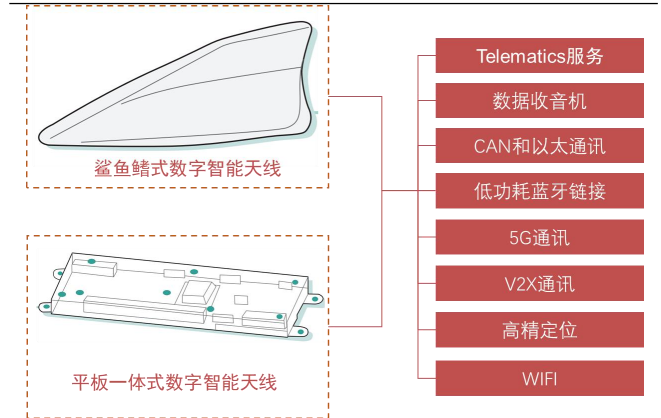 鲨鱼鳍式数字智能天线
平板一体式数字智能天线
Telematics服务
数据收音机
CAN和以太通讯
低功耗蓝牙链接
5G通讯
V2X通讯
高精定位
WIFI